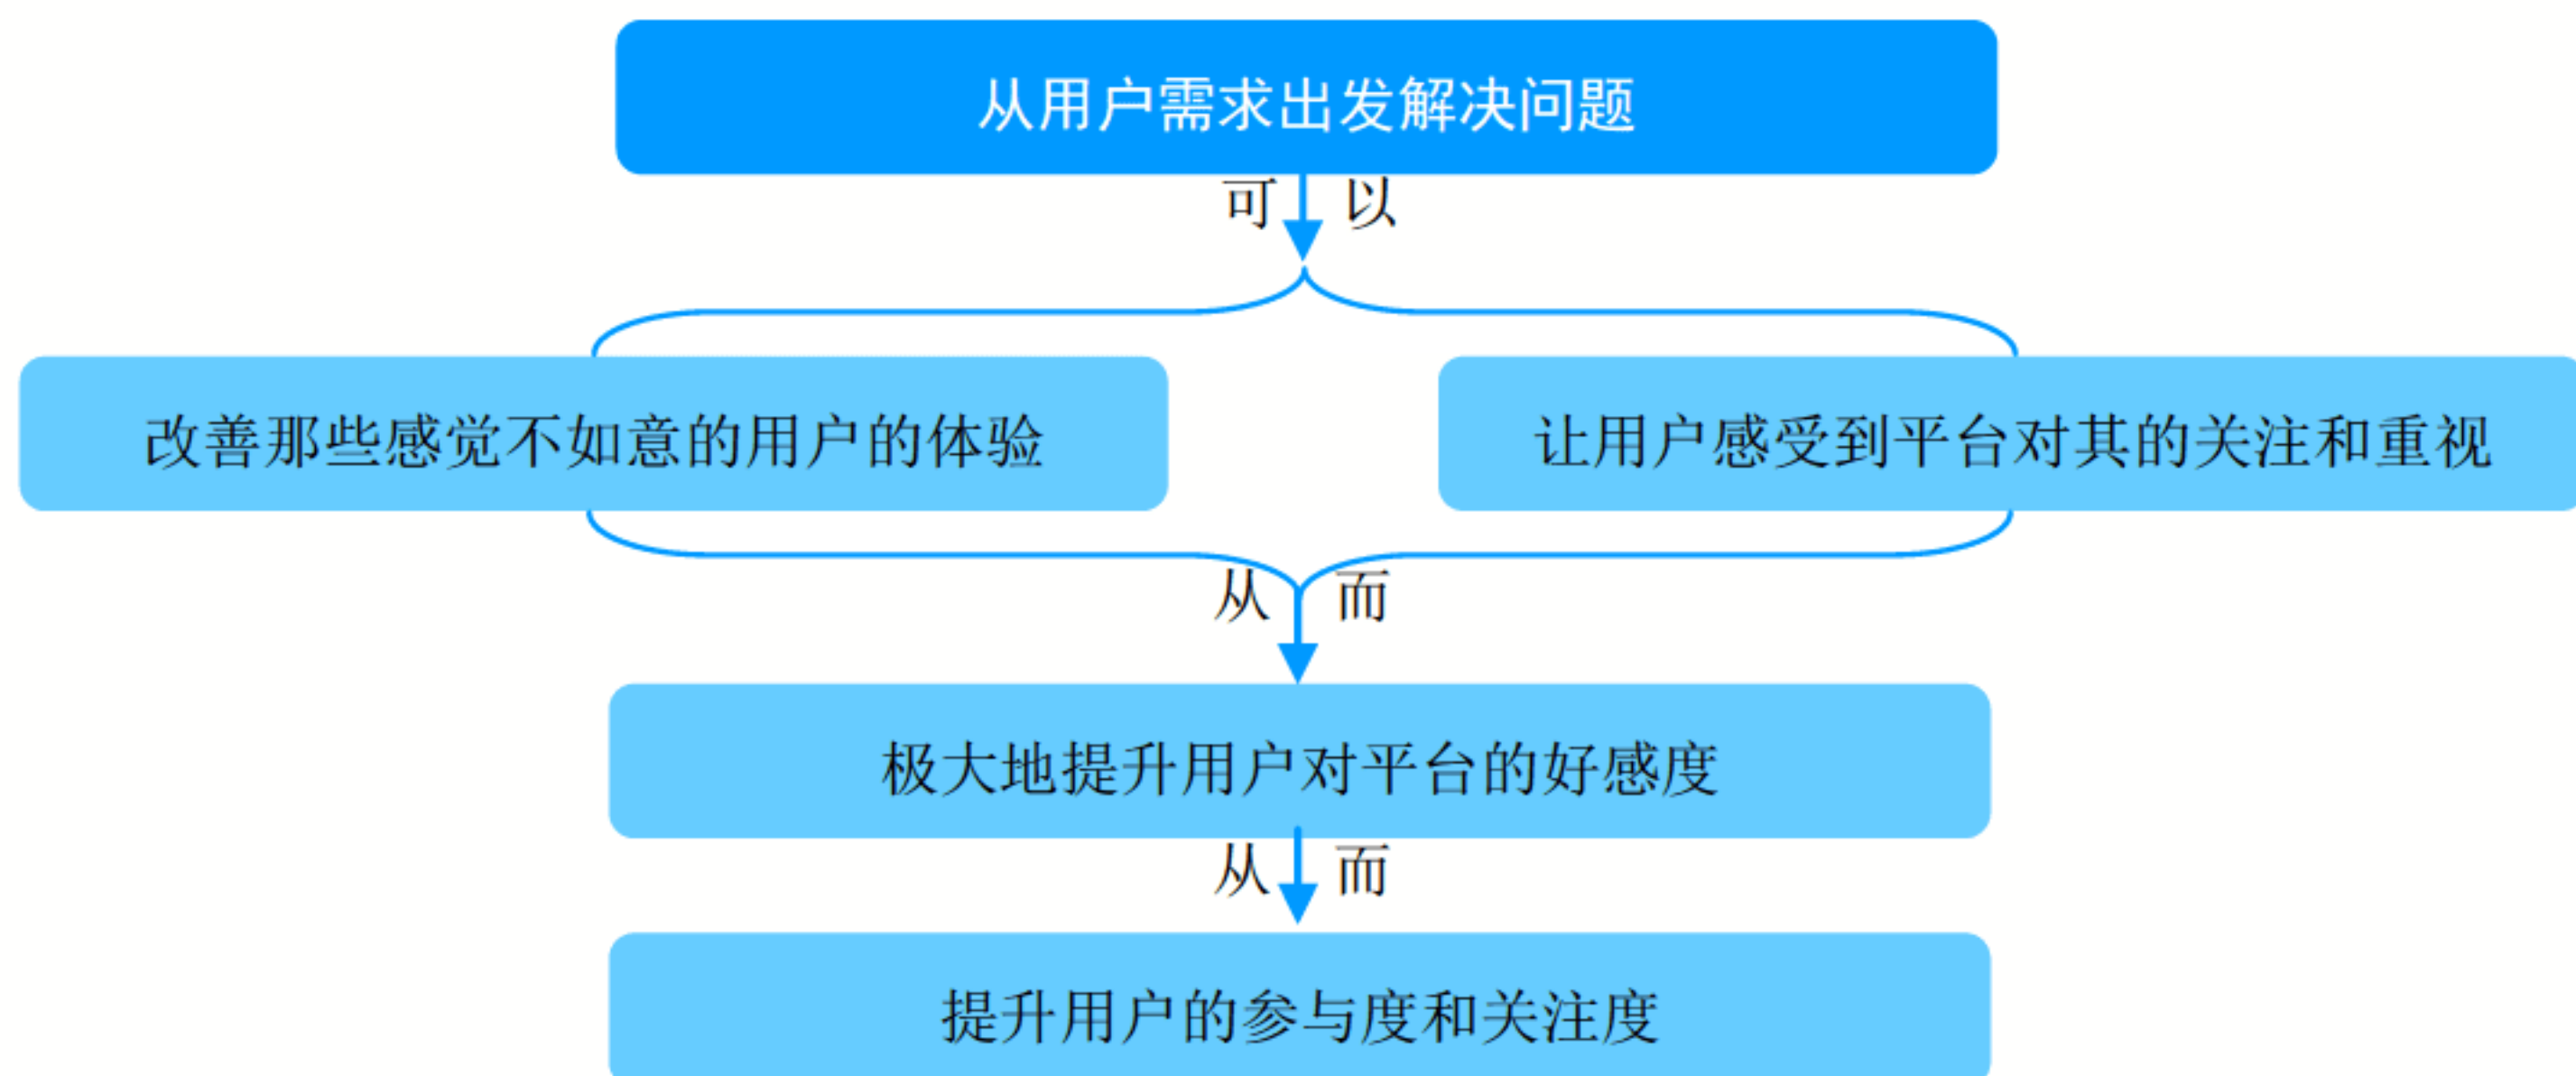 从用户需求出发解决问题
可以
改善那些感觉不如意的用户的体验
让用户感受到平台对其的关注和重视
从而
极大地提升用户对平台的好感度
从而
提升用户的参与度和关注度